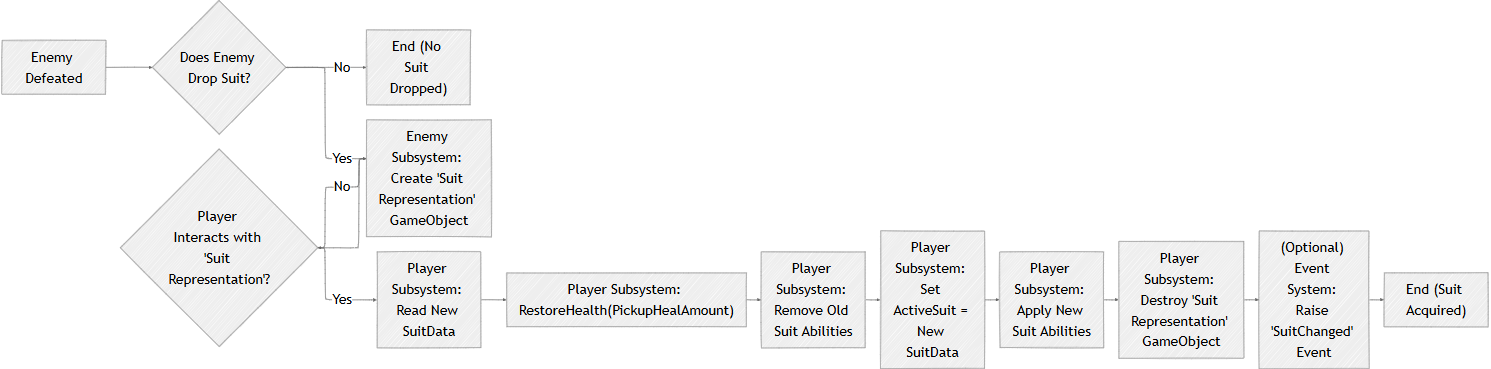 Enemy
Defeated
Does Enemy
Drop Suit?
No
End (No
Suit
Dropped)
Yes
Enemy
Subsystem:
Create 'Suit
Representation'
GameObject
No
Player
Interacts with
'Suit
Representation'?
Yes
Player
Subsystem:
Read New
SuitData
Player Subsystem:
RestoreHealth(PickupHealAmount)
Player
Subsystem:
Remove Old
Suit Abilities
Player
Subsystem:
Set
ActiveSuit =
New
SuitData
Player
Subsystem:
Apply New
Suit Abilities
Player
Subsystem:
Destroy 'Suit
Representation'
GameObject
(Optional)
Event
System:
Raise
'SuitChanged'
Event
End (Suit
Acquired)